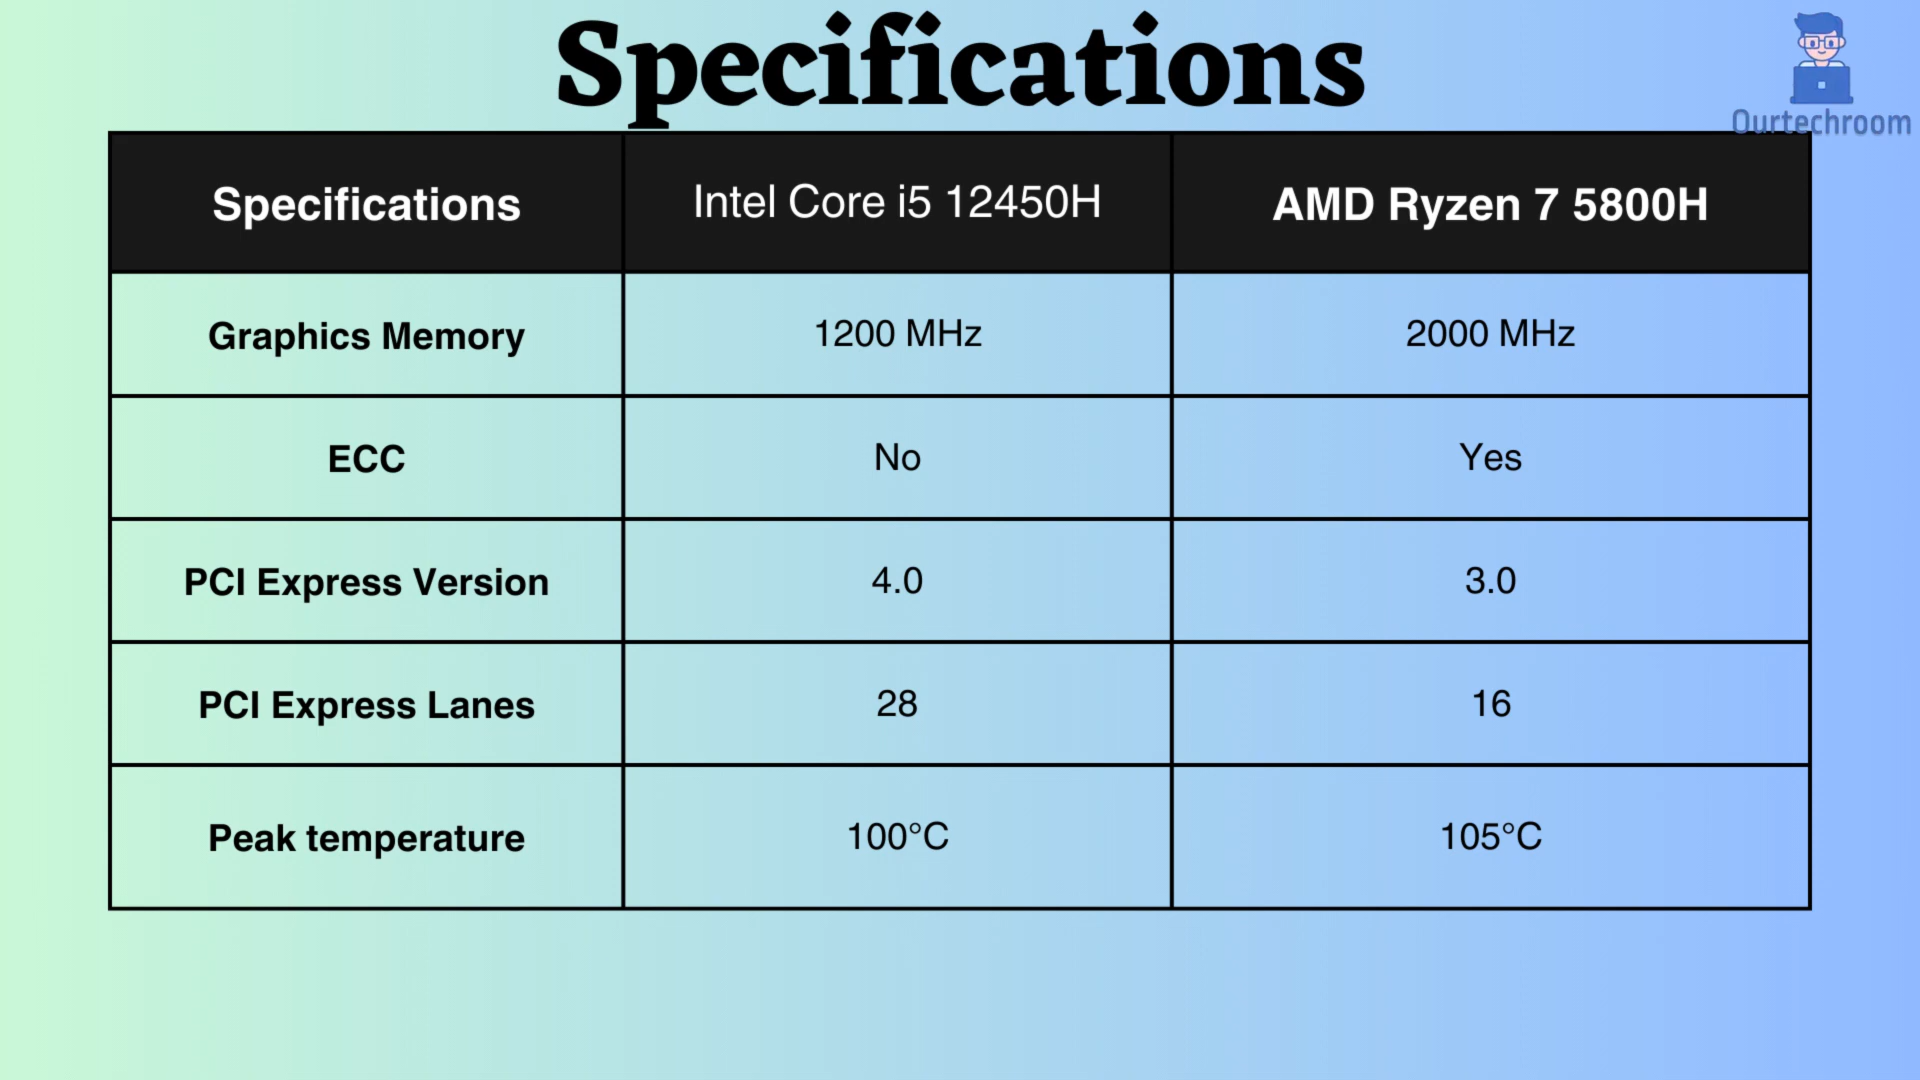 Specifications
Ourtechroom
Specifications Intel Core i5 12450H AMD Ryzen 7 5800H
Graphics Memory 1200 MHz 2000 MHz
ECC No Yes
PCI Express Version 4.0 3.0
PCI Express Lanes 28 16
Peak temperature 100°C 105°C